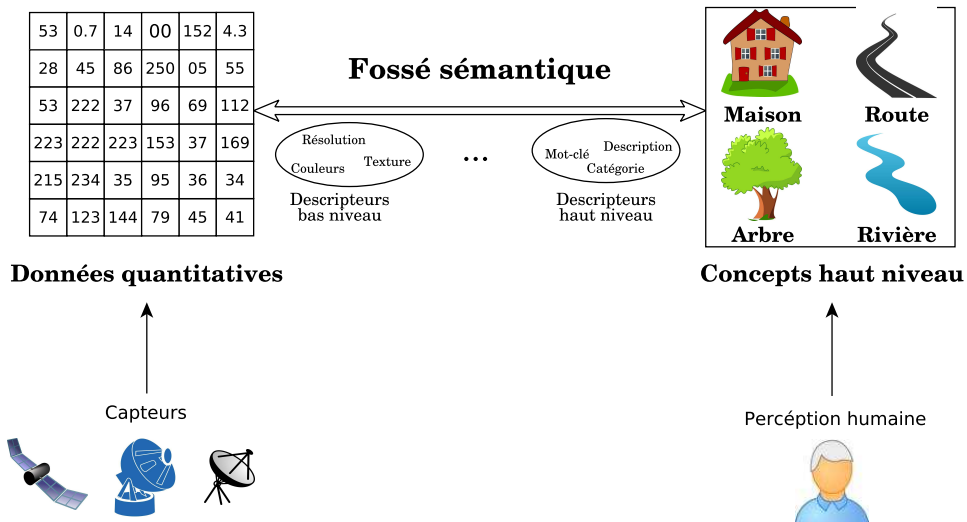 53 0.7 14 00 152 4.3
28 45 86 250 05 55
53 222 37 96 69 112
223 222 223 153 37 169
215 234 35 95 36 34
74 123 144 79 45 41
Données quantitatives
Capteurs
Fossé sémantique
Résolution
Couleurs
Texture
Descripteurs
bas niveau
...
Mot-clé
Description
Catégorie
Descripteurs
haut niveau
Maison
Route
Arbre
Rivière
Concepts haut niveau
Percéption humaine